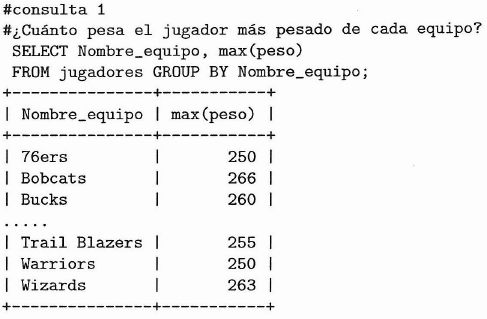 #consulta 1
#¿Cuánto pesa el jugador más pesado de cada equipo?
SELECT Nombre_equipo, max(peso)
FROM jugadores GROUP BY Nombre_equipo;
+---------------+-----------+
| Nombre_equipo | max(peso) |
+---------------+-----------+
| 76ers         |       250 |
| Bobcats       |       266 |
| Bucks         |       260 |
.....
| Trail Blazers |       255 |
| Warriors      |       250 |
| Wizards       |       263 |
+---------------+-----------+